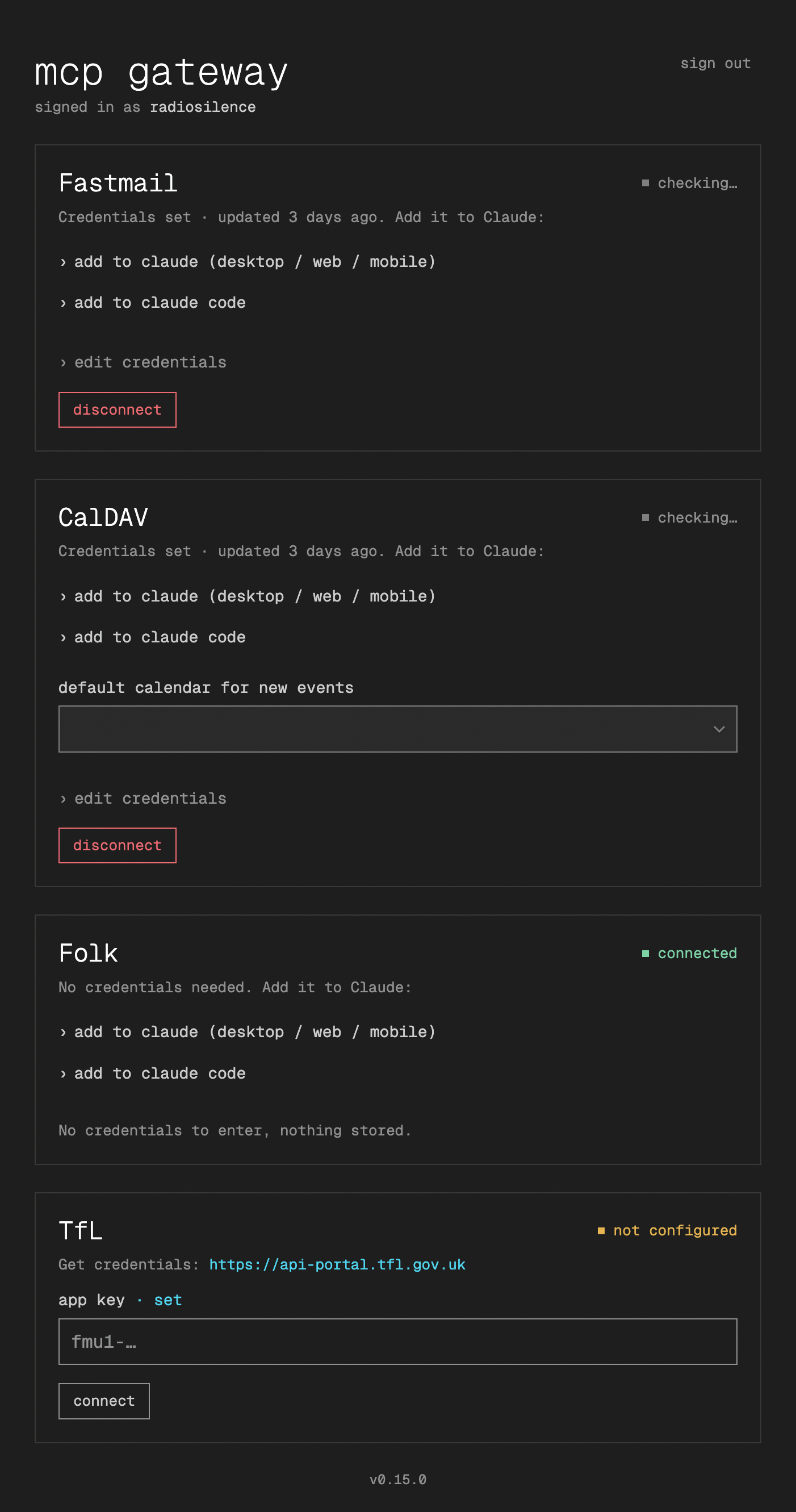 mcp gateway
sign out
signed in as radiosilence
Fastmail
checking…
Credentials set · updated 3 days ago. Add it to Claude:
› add to claude (desktop / web / mobile)
› add to claude code
› edit credentials
disconnect
CalDAV
checking…
Credentials set · updated 3 days ago. Add it to Claude:
› add to claude (desktop / web / mobile)
› add to claude code
default calendar for new events
› edit credentials
disconnect
Folk
connected
No credentials needed. Add it to Claude:
› add to claude (desktop / web / mobile)
› add to claude code
No credentials to enter, nothing stored.
TfL
not configured
Get credentials: https://api-portal.tfl.gov.uk
app key · set
fmu1-…
connect
v0.15.0